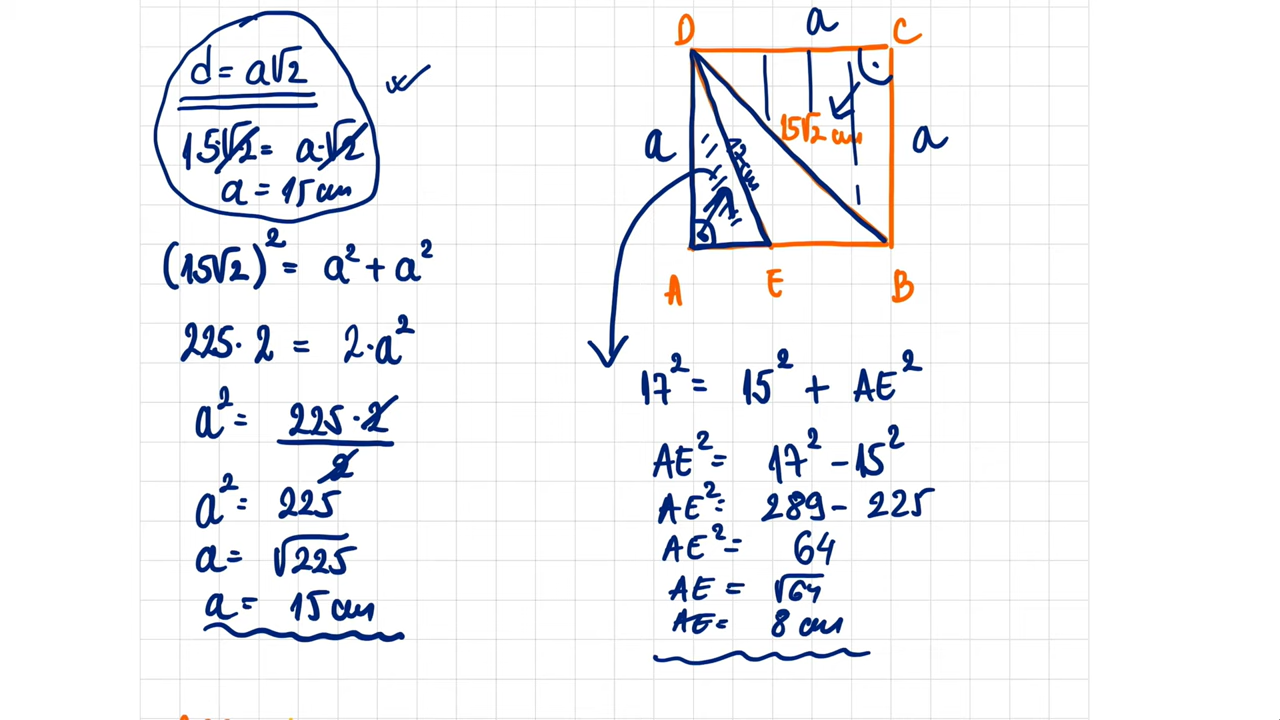 d = a√2
15√2 = a·√2
a = 15 cm
(15√2)² = a² + a²
225·2 = 2·a²
a² = 225·2
2
a² = 225
a = √225
a = 15 cm
a
D
C
15√2 cm
a
a
A
E
B
17² = 15² + AE²
AE² = 17² - 15²
AE² = 289 - 225
AE² = 64
AE = √64
AE = 8 cm